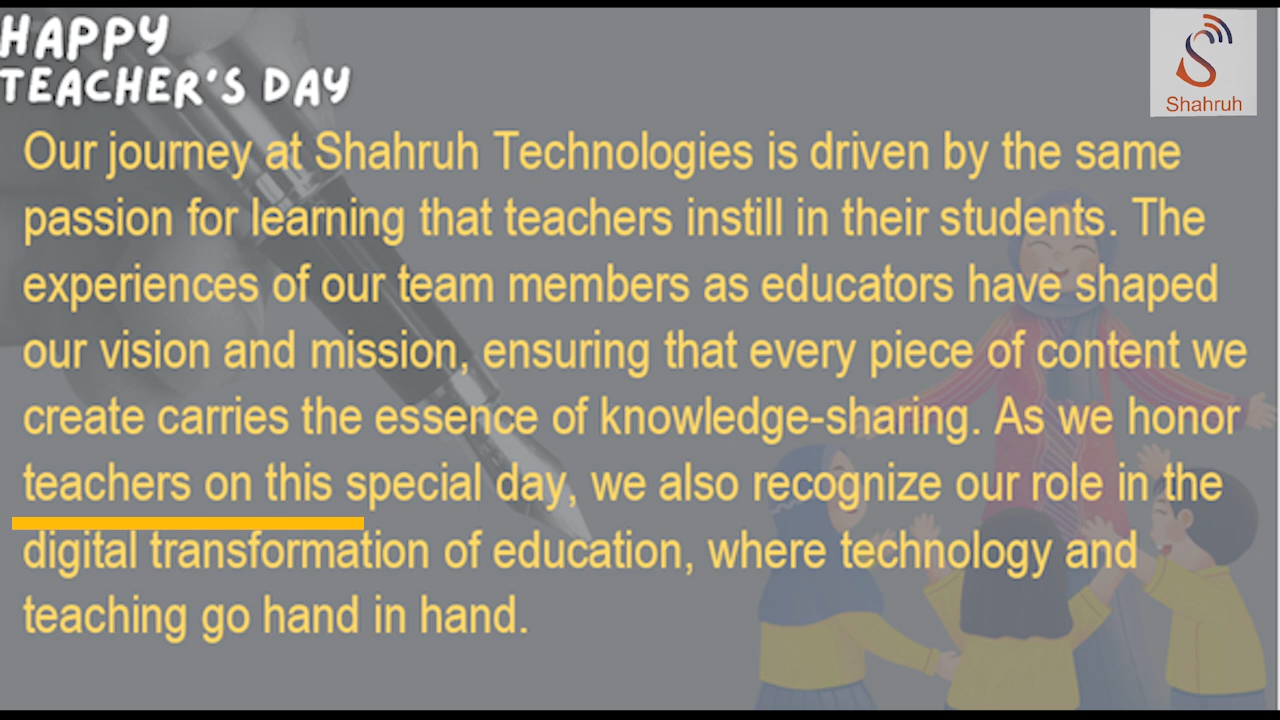 HAPPY
TEACHER'S DAY
Shahruh
Our journey at Shahruh Technologies is driven by the same
passion for learning that teachers instill in their students. The
experiences of our team members as educators have shaped
our vision and mission, ensuring that every piece of content we
create carries the essence of knowledge-sharing. As we honor
teachers on this special day, we also recognize our role in the
digital transformation of education, where technology and
teaching go hand in hand.